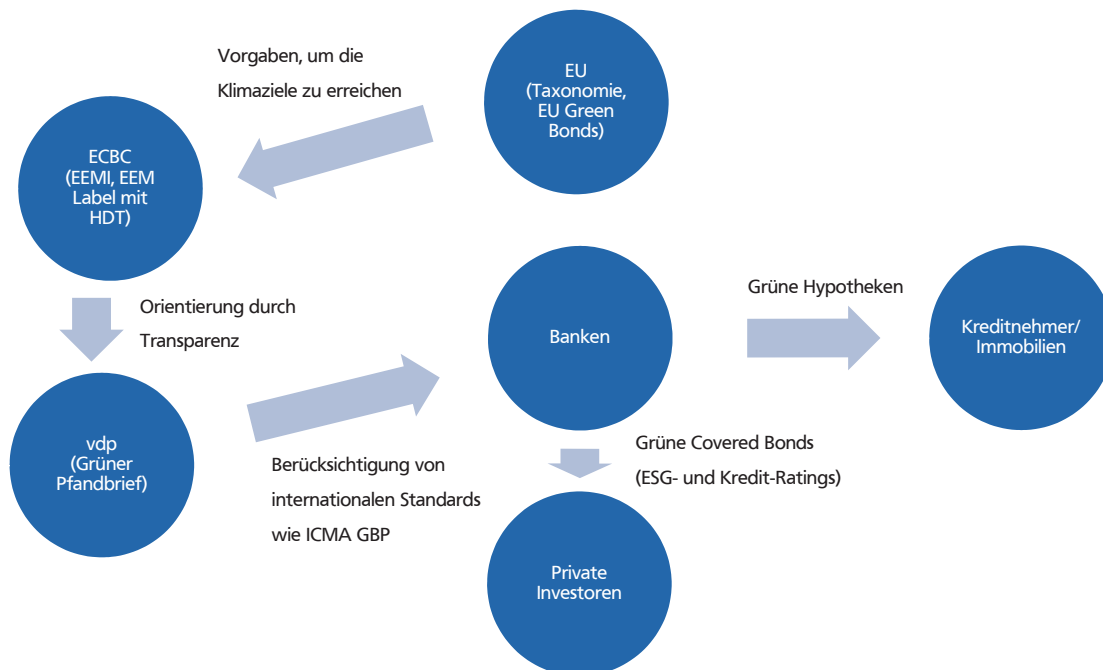 Vorgaben, um die
Klimaziele zu erreichen
EU
(Taxonomie,
EU Green
Bonds)
ECBC
(EEMI, EEM
Label mit
HDT)
Orientierung durch
Transparenz
Banken
Grüne Hypotheken
Kreditnehmer/
Immobilien
vdp
(Grüner
Pfandbrief)
Berücksichtigung von
internationalen Standards
wie ICMA GBP
Grüne Covered Bonds
(ESG- und Kredit-Ratings)
Private
Investoren